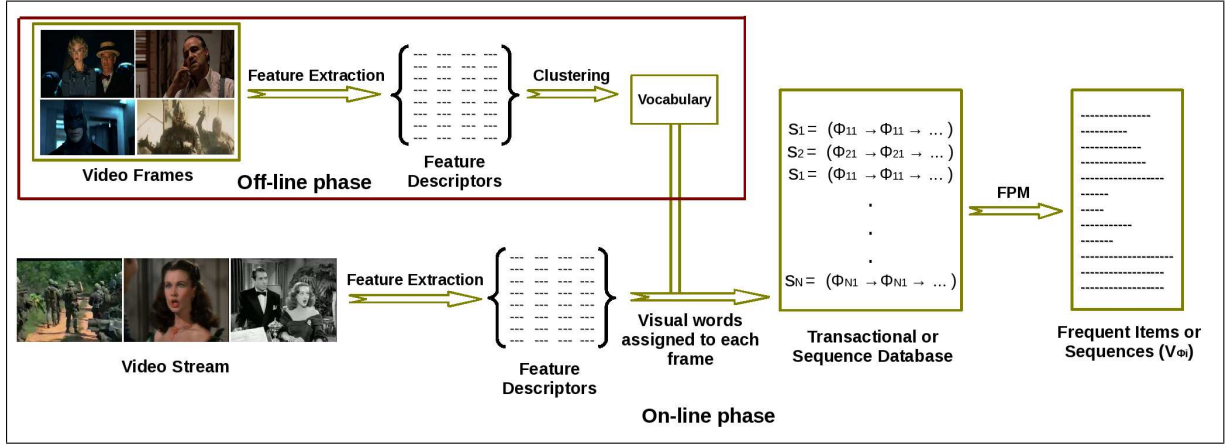 Feature Extraction
Clustering
Vocabulary
Video Frames
Feature
Descriptors
Off-line phase
S1 = (Φ11 → Φ11 → ... )
S2 = (Φ21 → Φ21 → ... )
S1 = (Φ11 → Φ11 → ... )
.
.
.
SN = (ΦN1 → ΦN1 → ... )
FPM
Feature Extraction
Visual words
assigned to each
frame
Transactional or
Sequence Database
Frequent Items or
Sequences (VΦi)
Video Stream
Feature
Descriptors
On-line phase